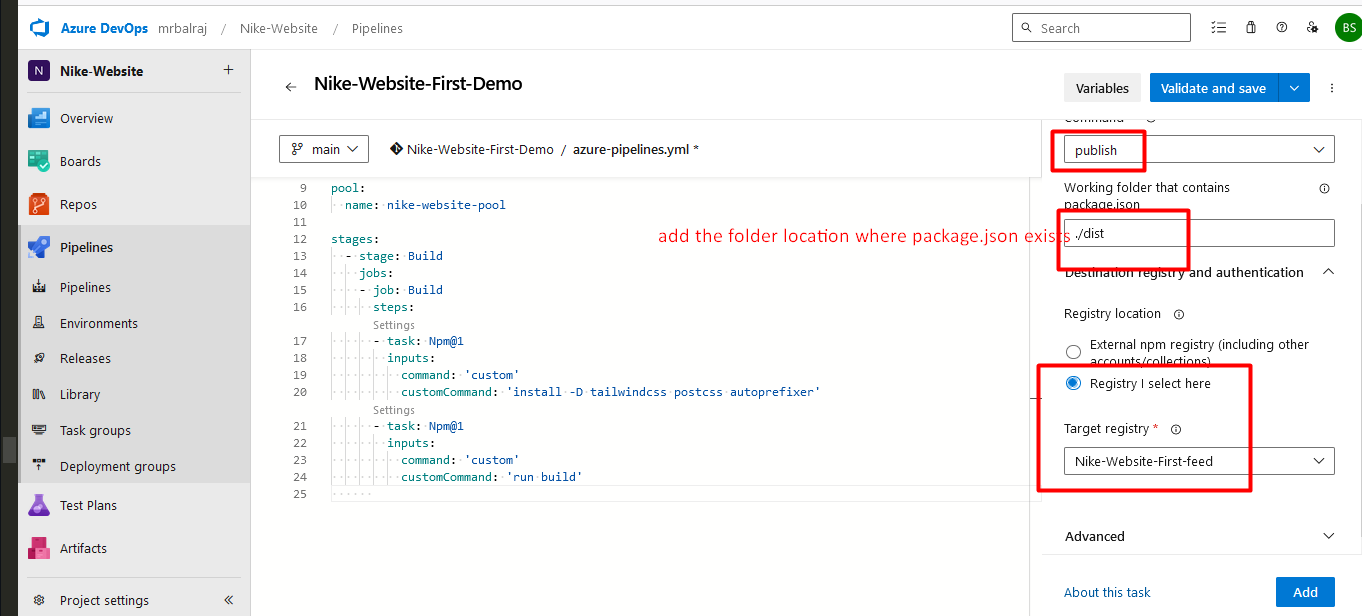 Azure DevOps mrbalraj / Nike-Website / Pipelines
Search
BS
N Nike-Website +
Overview
Boards
Repos
Pipelines
Pipelines
Environments
Releases
Library
Task groups
Deployment groups
Test Plans
Artifacts
Project settings «
← Nike-Website-First-Demo
Variables
Validate and save
main
Nike-Website-First-Demo / azure-pipelines.yml *
9 pool:
10 name: nike-website-pool
11
12 stages:
13 - stage: Build
14 jobs:
15 - job: Build
16 steps:
Settings
17 - task: Npm@1
18 inputs:
19 command: 'custom'
20 customCommand: 'install -D tailwindcss postcss autoprefixer'
Settings
21 - task: Npm@1
22 inputs:
23 command: 'custom'
24 customCommand: 'run build'
25
add the folder location where package.json exists
Command
publish
Working folder that contains
package.json
./dist
Destination registry and authentication
Registry location
External npm registry (including other
accounts/collections)
Registry I select here
Target registry *
Nike-Website-First-feed
Advanced
About this task
Add